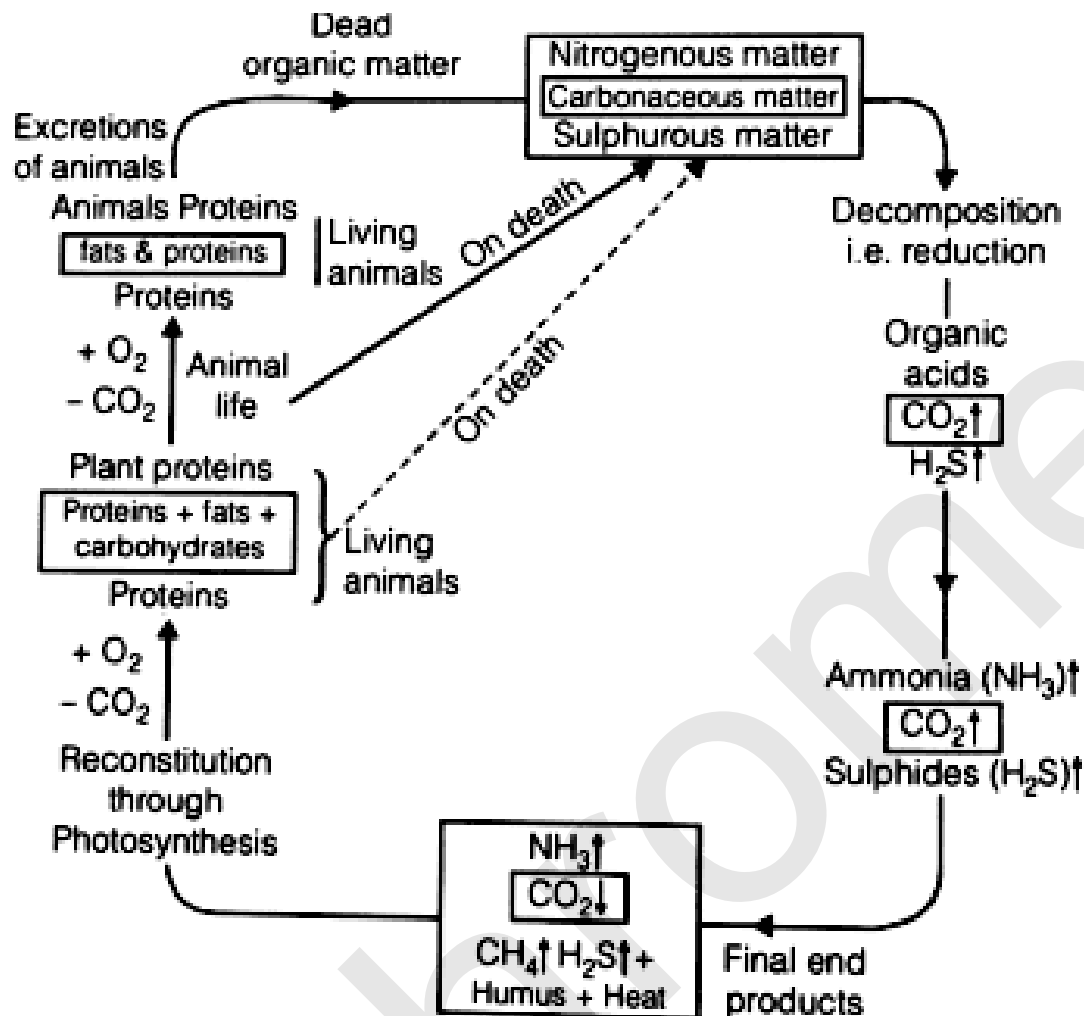 Dead
organic matter
Nitrogenous matter
Carbonaceous matter
Sulphurous matter
Excretions
of animals
Animals Proteins
fats & proteins
Proteins
Living
animals
On death
On death
Decomposition
i.e. reduction
Organic
acids
CO₂↑
H₂S↑
+ O₂
– CO₂
Animal
life
Plant proteins
Proteins + fats +
carbohydrates
Proteins
Living
animals
+ O₂
– CO₂
Reconstitution
through
Photosynthesis
Ammonia (NH₃)↑
CO₂↑
Sulphides (H₂S)↑
NH₃↑
CO₂↓
CH₄↑ H₂S↑ +
Humus + Heat
Final end
products